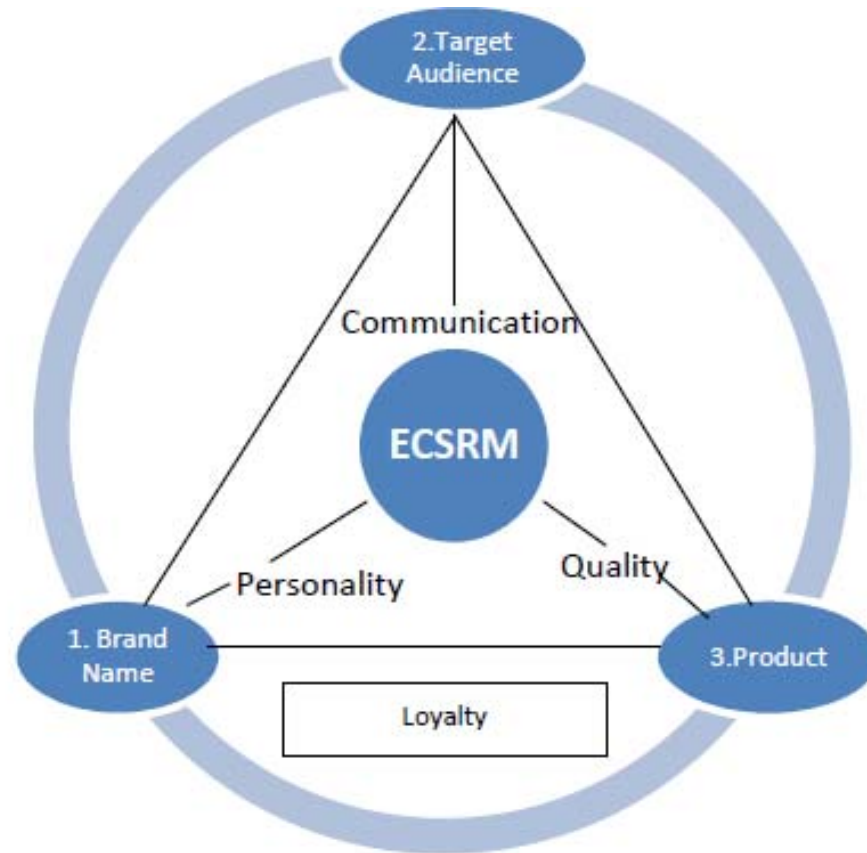 2.Target
Audience
Communication
ECSRM
Personality
Quality
1. Brand
Name
3.Product
Loyalty